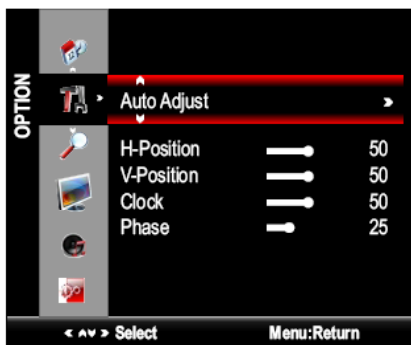 OPTION
Auto Adjust
H-Position 50
V-Position 50
Clock 50
Phase 25
Select Menu:Return